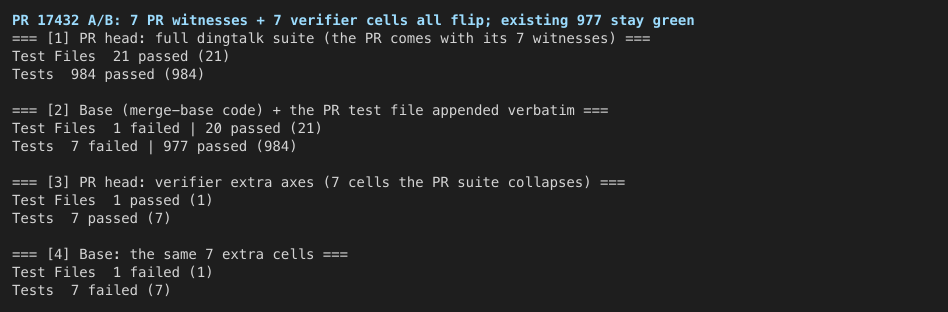 PR 17432 A/B: 7 PR witnesses + 7 verifier cells all flip; existing 977 stay green
=== [1] PR head: full dingtalk suite (the PR comes with its 7 witnesses) ===
Test Files  21 passed (21)
Tests  984 passed (984)
=== [2] Base (merge-base code) + the PR test file appended verbatim ===
Test Files  1 failed | 20 passed (21)
Tests  7 failed | 977 passed (984)
=== [3] PR head: verifier extra axes (7 cells the PR suite collapses) ===
Test Files  1 passed (1)
Tests  7 passed (7)
=== [4] Base: the same 7 extra cells ===
Test Files  1 failed (1)
Tests  7 failed (7)